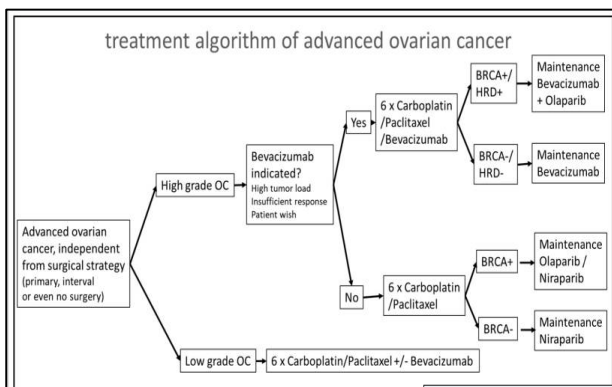 treatment algorithm of advanced ovarian cancer
Advanced ovarian
cancer, independent
from surgical strategy
(primary, interval
or even no surgery)
High grade OC
Bevacizumab
indicated?
High tumor load
Insufficient response
Patient wish
Yes
6 x Carboplatin
/Paclitaxel
/Bevacizumab
BRCA+/
HRD+
Maintenance
Bevacizumab
+ Olaparib
BRCA-/
HRD-
Maintenance
Bevacizumab
No
6 x Carboplatin
/Paclitaxel
BRCA+
Maintenance
Olaparib /
Niraparib
BRCA-
Maintenance
Niraparib
Low grade OC
6 x Carboplatin/Paclitaxel +/- Bevacizumab